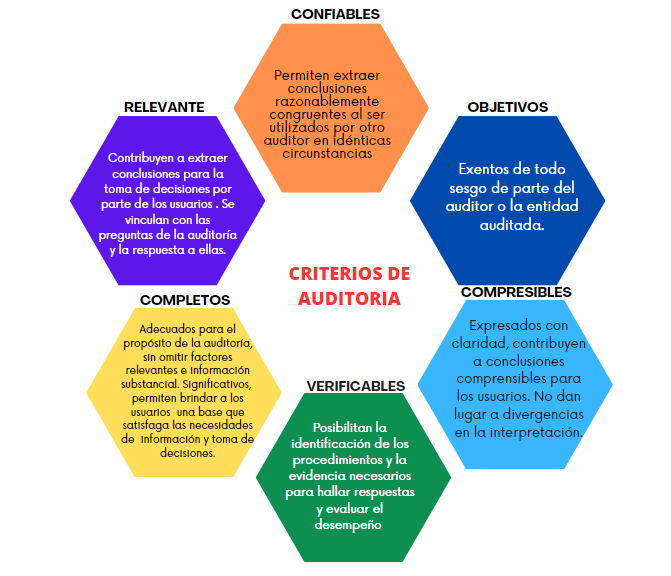 CONFIABLES
Permiten extraer
conclusiones
razonablemente
congruentes al ser
utilizados por otro
auditor en idénticas
circunstancias
RELEVANTE
Contribuyen a extraer
conclusiones para la
toma de decisiones por
parte de los usuarios . Se
vinculan con las
preguntas de la auditoría
y la respuesta a ellas.
OBJETIVOS
Exentos de todo
sesgo de parte del
auditor o la entidad
auditada.
CRITERIOS DE
AUDITORIA
COMPLETOS
Adecuados para el
propósito de la auditoría,
sin omitir factores
relevantes e información
substancial. Significativos,
permiten brindar a los
usuarios una base que
satisfaga las necesidades
de información y toma de
decisiones.
COMPRESIBLES
Expresados con
claridad, contribuyen
a conclusiones
comprensibles para
los usuarios. No dan
lugar a divergencias
en la interpretación.
VERIFICABLES
Posibilitan la
identificación de los
procedimientos y la
evidencia necesarios
para hallar respuestas
y evaluar el
desempeño